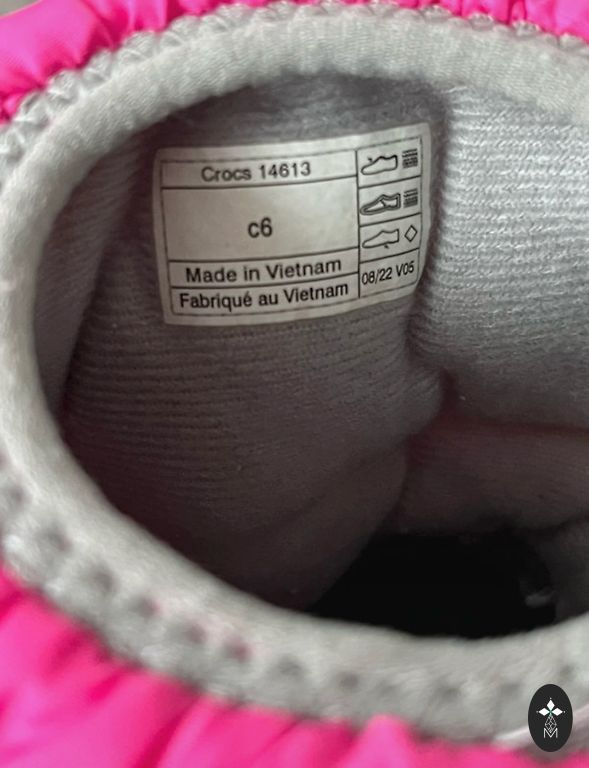 Crocs 14613
c6
Made in Vietnam
Fabriqué au Vietnam
08/22 V05
M